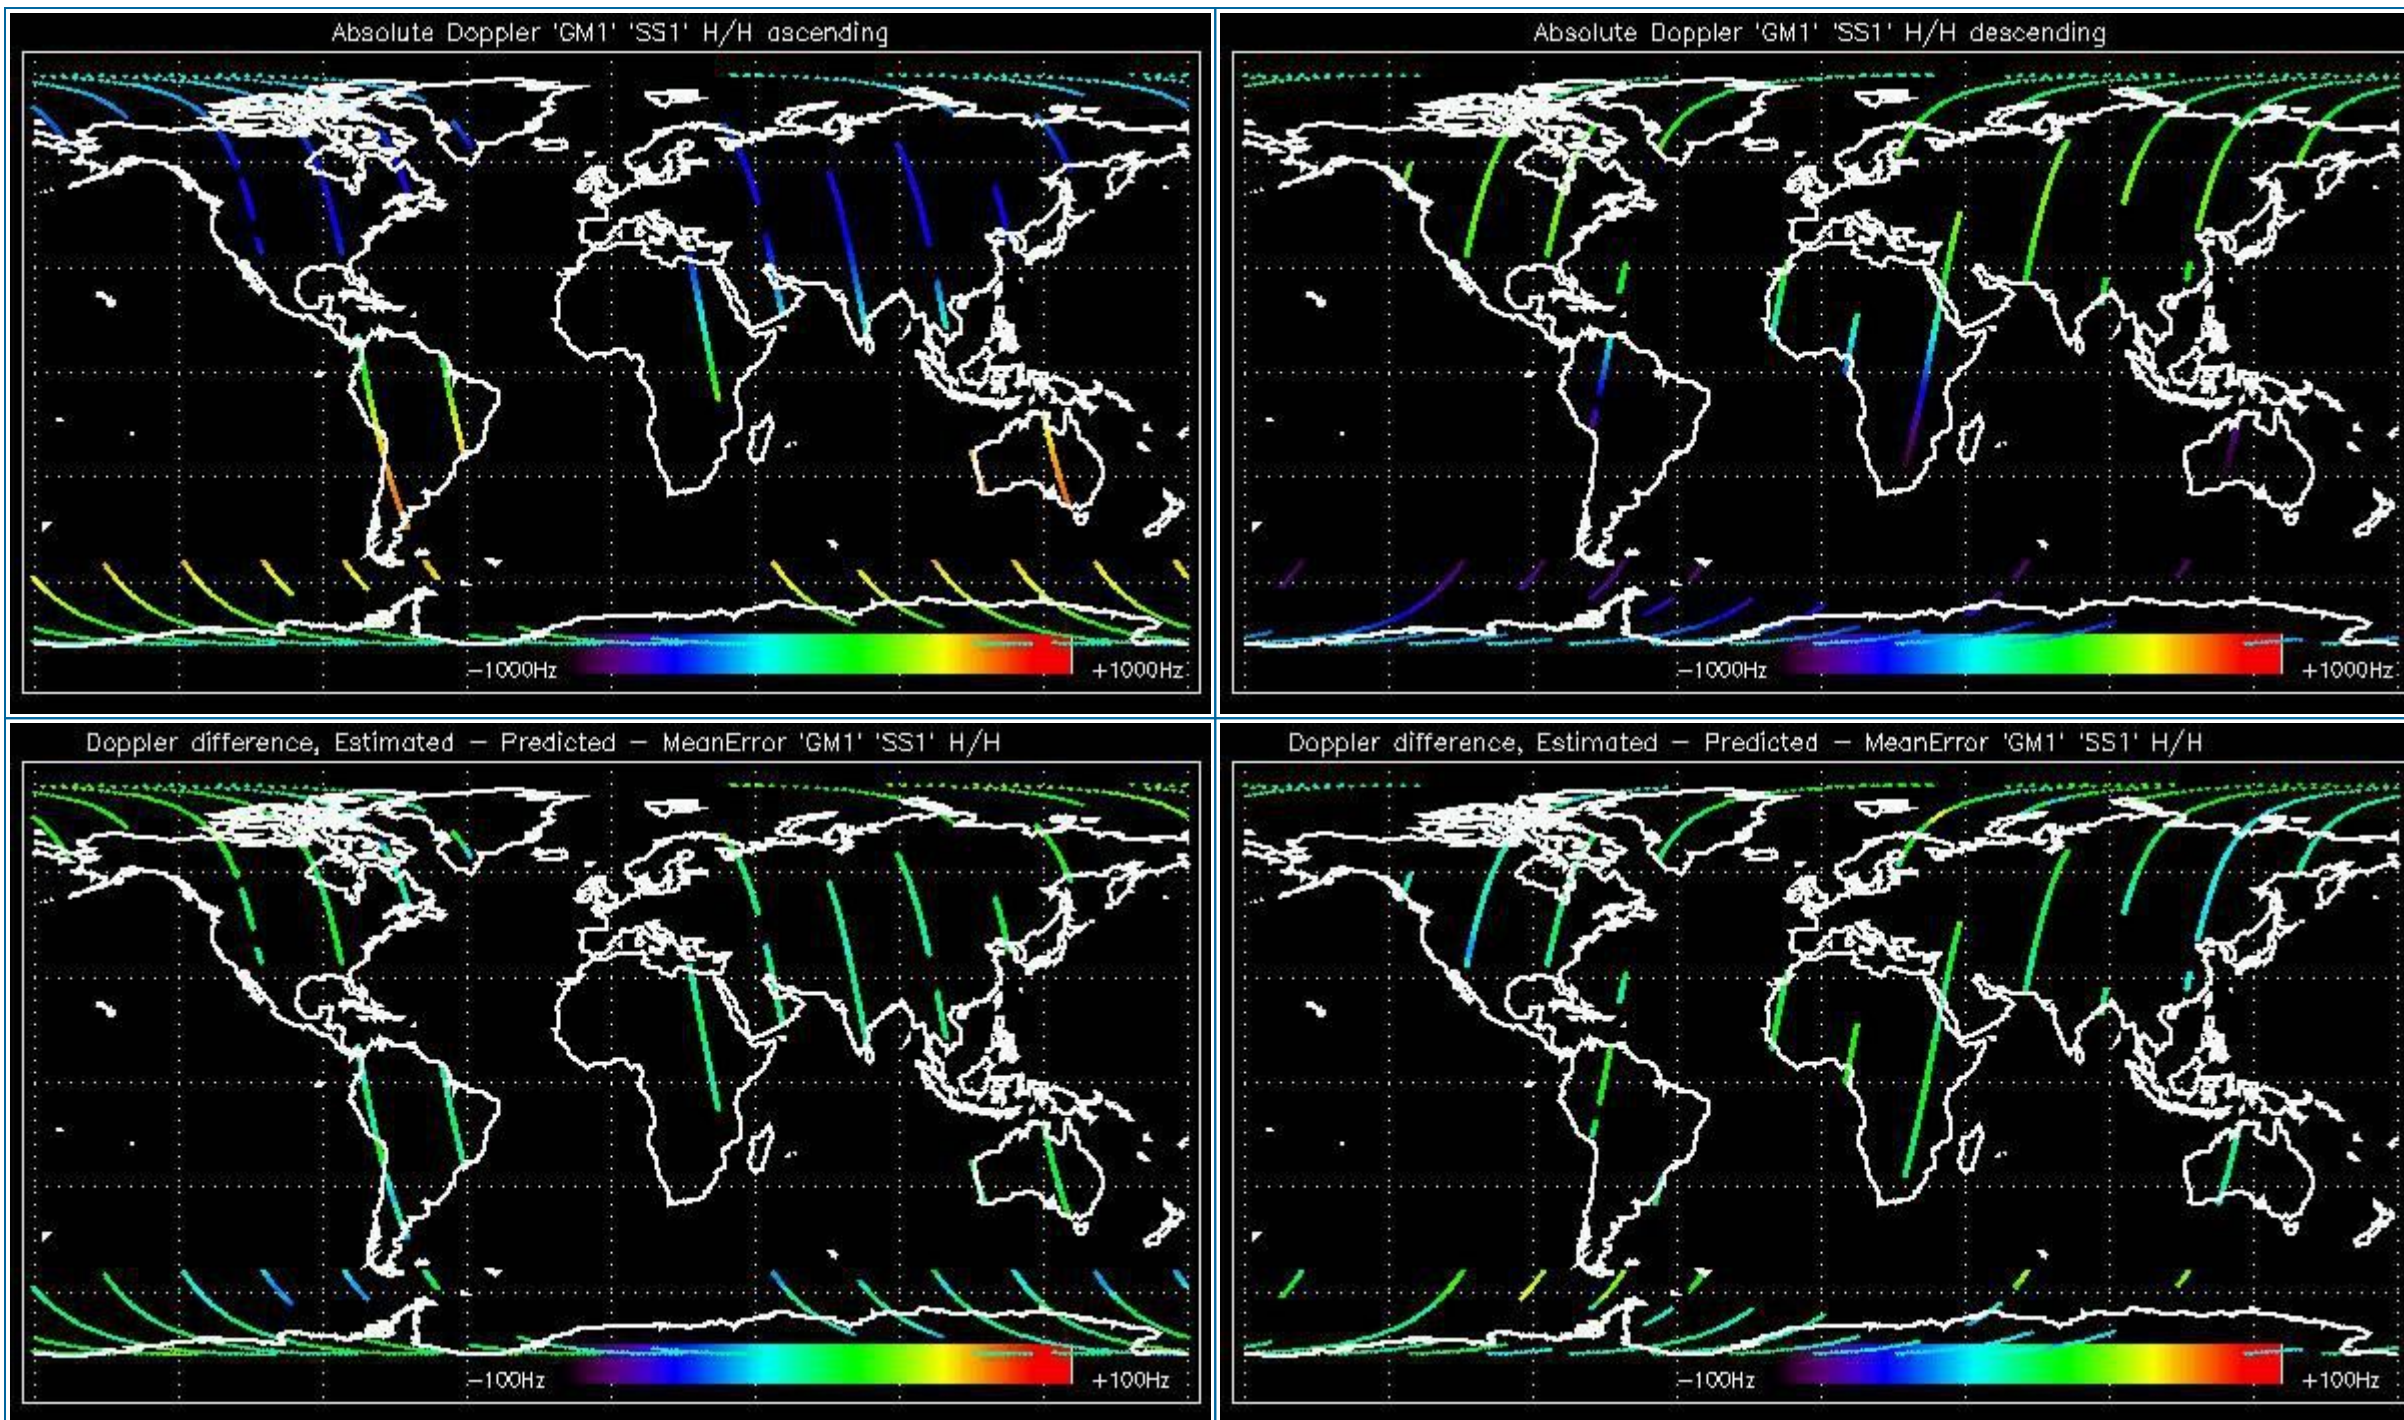 Absolute Doppler 'GM1' 'SS1' H/H ascending
-1000Hz
+1000Hz
Absolute Doppler 'GM1' 'SS1' H/H descending
-1000Hz
+1000Hz
Doppler difference, Estimated - Predicted - MeanError 'GM1' 'SS1' H/H
-100Hz
+100Hz
Doppler difference, Estimated - Predicted - MeanError 'GM1' 'SS1' H/H
-100Hz
+100Hz